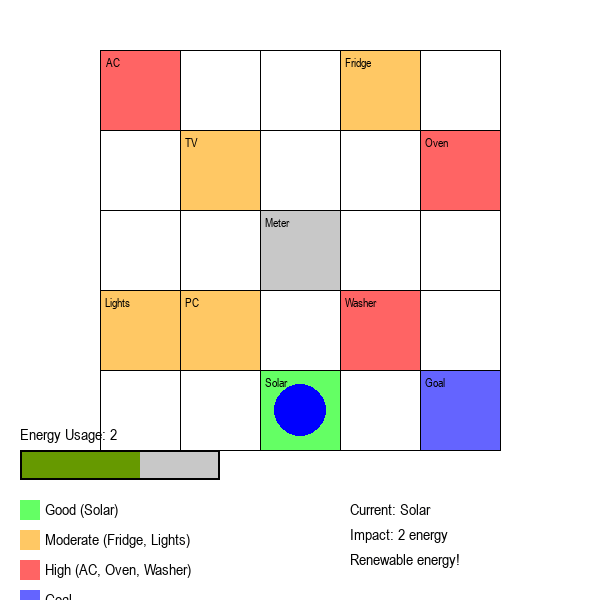 AC
Fridge
TV
Oven
Meter
Lights
PC
Washer
Solar
Goal
Energy Usage: 2
Good (Solar)
Current: Solar
Impact: 2 energy
Moderate (Fridge, Lights)
Renewable energy!
High (AC, Oven, Washer)
Goal